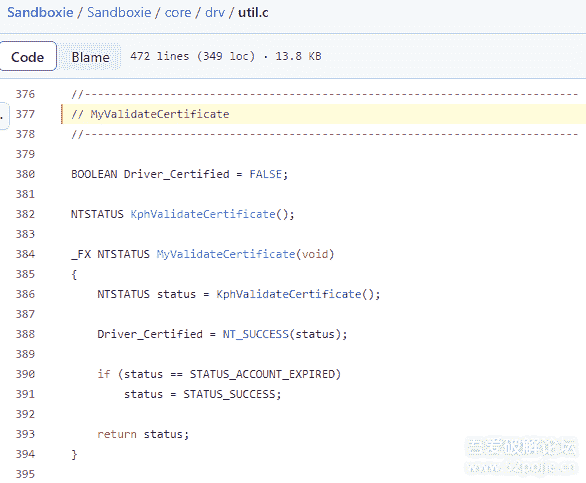 Sandboxie / Sandboxie / core / drv / util.c
Code Blame 472 lines (349 loc) · 13.8 KB
376 //---------------------------------------------------------------------------
377 // MyValidateCertificate
378 //---------------------------------------------------------------------------
379
380 BOOLEAN Driver_Certified = FALSE;
381
382 NTSTATUS KphValidateCertificate();
383
384 _FX NTSTATUS MyValidateCertificate(void)
385 {
386     NTSTATUS status = KphValidateCertificate();
387
388     Driver_Certified = NT_SUCCESS(status);
389
390     if (status == STATUS_ACCOUNT_EXPIRED)
391         status = STATUS_SUCCESS;
392
393     return status;
394 }
395